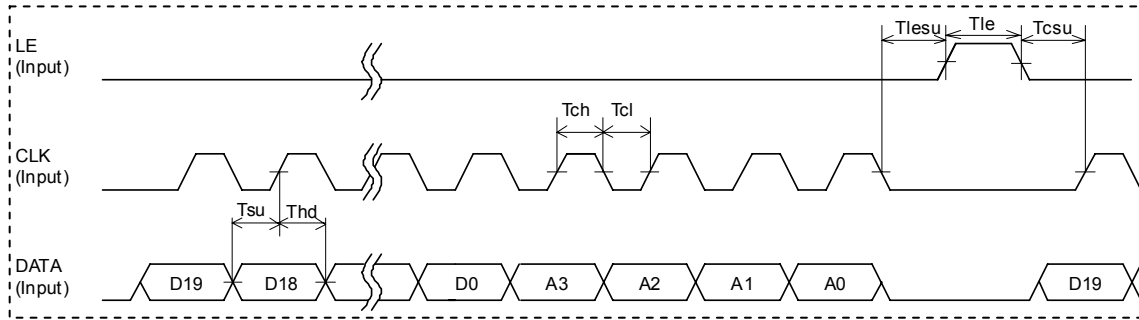 LE
(Input)
Tlesu Tle Tcsu
Tch Tcl
CLK
(Input)
Tsu Thd
DATA
(Input)
D19 D18 D0 A3 A2 A1 A0 D19